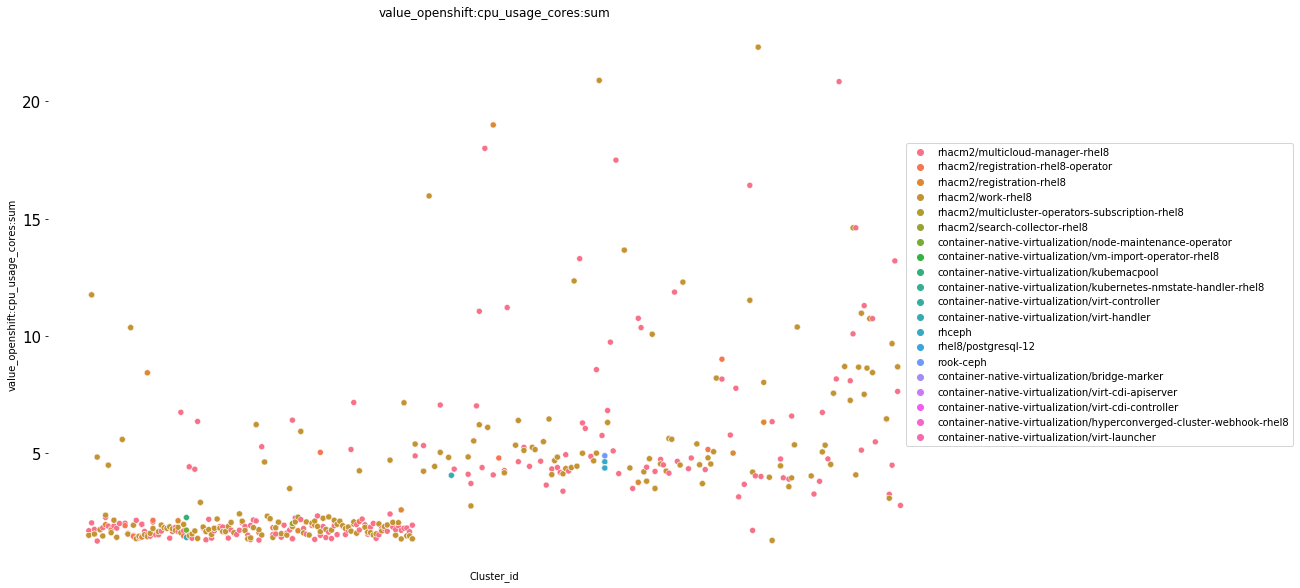 value_openshift:cpu_usage_cores:sum
20
15
10
5
value_openshift:cpu_usage_cores:sum
Cluster_id
rhacm2/multicloud-manager-rhel8
rhacm2/registration-rhel8-operator
rhacm2/registration-rhel8
rhacm2/work-rhel8
rhacm2/multicluster-operators-subscription-rhel8
rhacm2/search-collector-rhel8
container-native-virtualization/node-maintenance-operator
container-native-virtualization/vm-import-operator-rhel8
container-native-virtualization/kubemacpool
container-native-virtualization/kubernetes-nmstate-handler-rhel8
container-native-virtualization/virt-controller
container-native-virtualization/virt-handler
rhceph
rhel8/postgresql-12
rook-ceph
container-native-virtualization/bridge-marker
container-native-virtualization/virt-cdi-apiserver
container-native-virtualization/virt-cdi-controller
container-native-virtualization/hyperconverged-cluster-webhook-rhel8
container-native-virtualization/virt-launcher